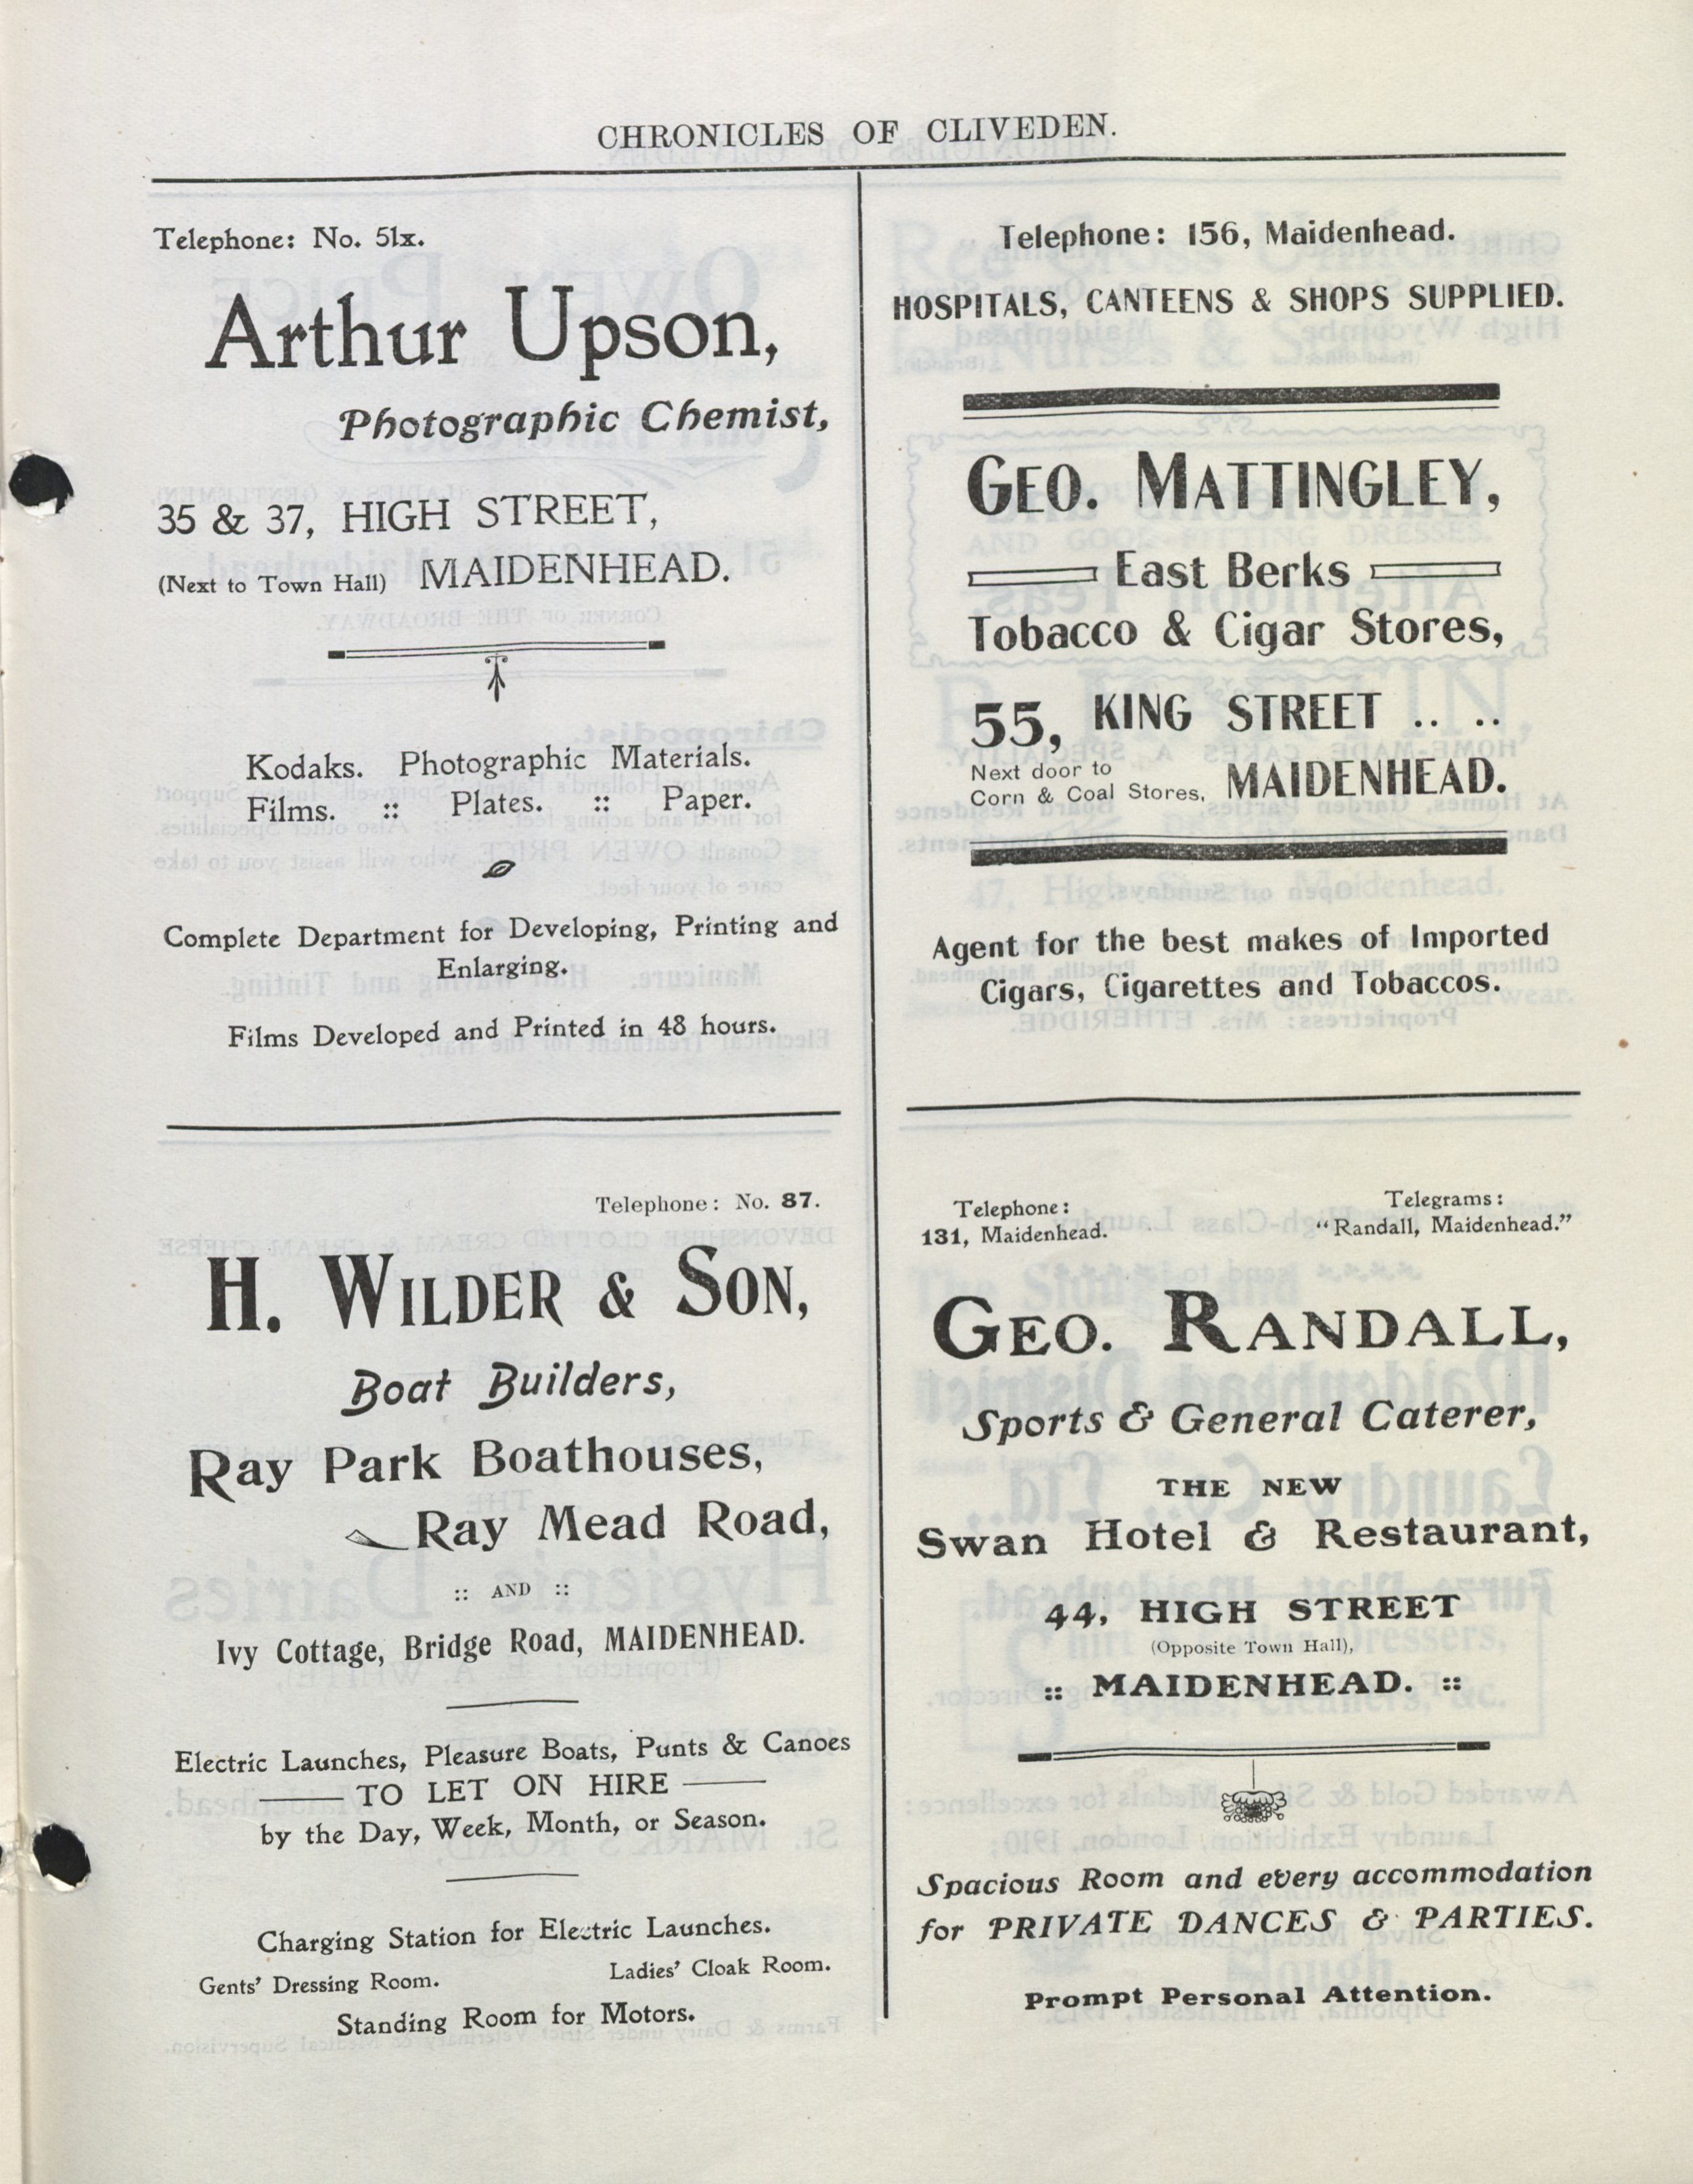 CHRONICLES OF CLIVEDEN.
Telephone: No. 51x.
Arthur Upson,
Photographic Chemist,
35 & 37, HIGH STREET,
(Next to Town Hall) MAIDENHEAD.
Kodaks. Photographic Materials.
Films. :: Plates. :: Paper.
Complete Department for Developing, Printing and
Enlarging.
Films Developed and Printed in 48 hours.
Telephone: 156, Maidenhead.
HOSPITALS, CANTEENS & SHOPS SUPPLIED.
GEO. MATTINGLEY,
East Berks
Tobacco & Cigar Stores,
55, KING STREET .. ..
Next door to
Corn & Coal Stores, MAIDENHEAD.
Agent for the best makes of Imported
Cigars, Cigarettes and Tobaccos.
Telephone: No. 87.
H. WILDER & SON,
Boat Builders,
Ray Park Boathouses,
Ray Mead Road,
:: AND ::
Ivy Cottage, Bridge Road, MAIDENHEAD.
Electric Launches, Pleasure Boats, Punts & Canoes
TO LET ON HIRE
by the Day, Week, Month, or Season.
Charging Station for Electric Launches.
Gents' Dressing Room. Ladies' Cloak Room.
Standing Room for Motors.
Telephone: Telegrams:
131, Maidenhead. "Randall, Maidenhead."
GEO. RANDALL,
Sports & General Caterer,
THE NEW
Swan Hotel & Restaurant,
44, HIGH STREET
(Opposite Town Hall),
:: MAIDENHEAD. ::
Spacious Room and every accommodation
for PRIVATE DANCES & PARTIES.
Prompt Personal Attention.